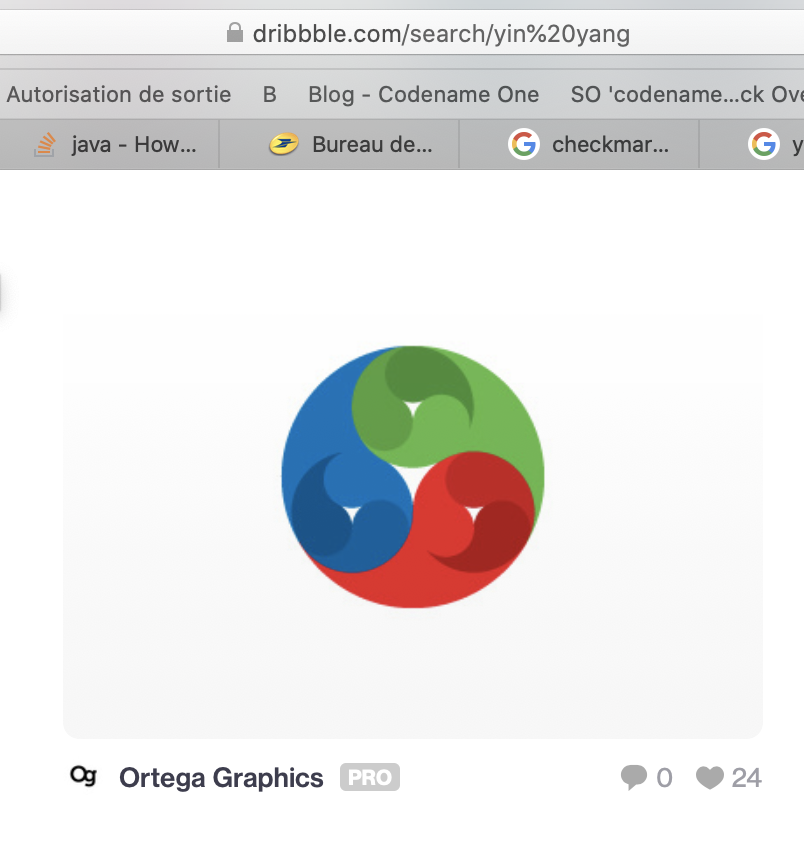 dribbble.com/search/yin%20yang
Autorisation de sortie B Blog - Codename One SO 'codename...ck Ove
java - How... Bureau de... checkmar... y
Og Ortega Graphics PRO 0 24